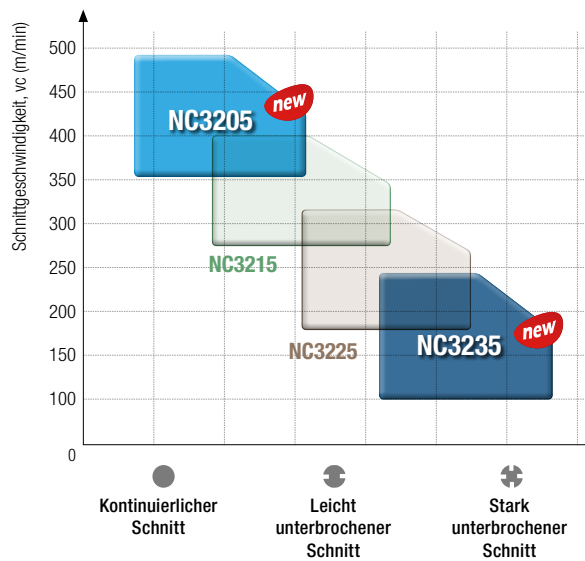 Schnittgeschwindigkeit, vc (m/min)
500
450
400
350
300
250
200
150
100
0
NC3205
new
NC3215
NC3225
NC3235
new
Kontinuierlicher
Schnitt
Leicht
unterbrochener
Schnitt
Stark
unterbrochener
Schnitt